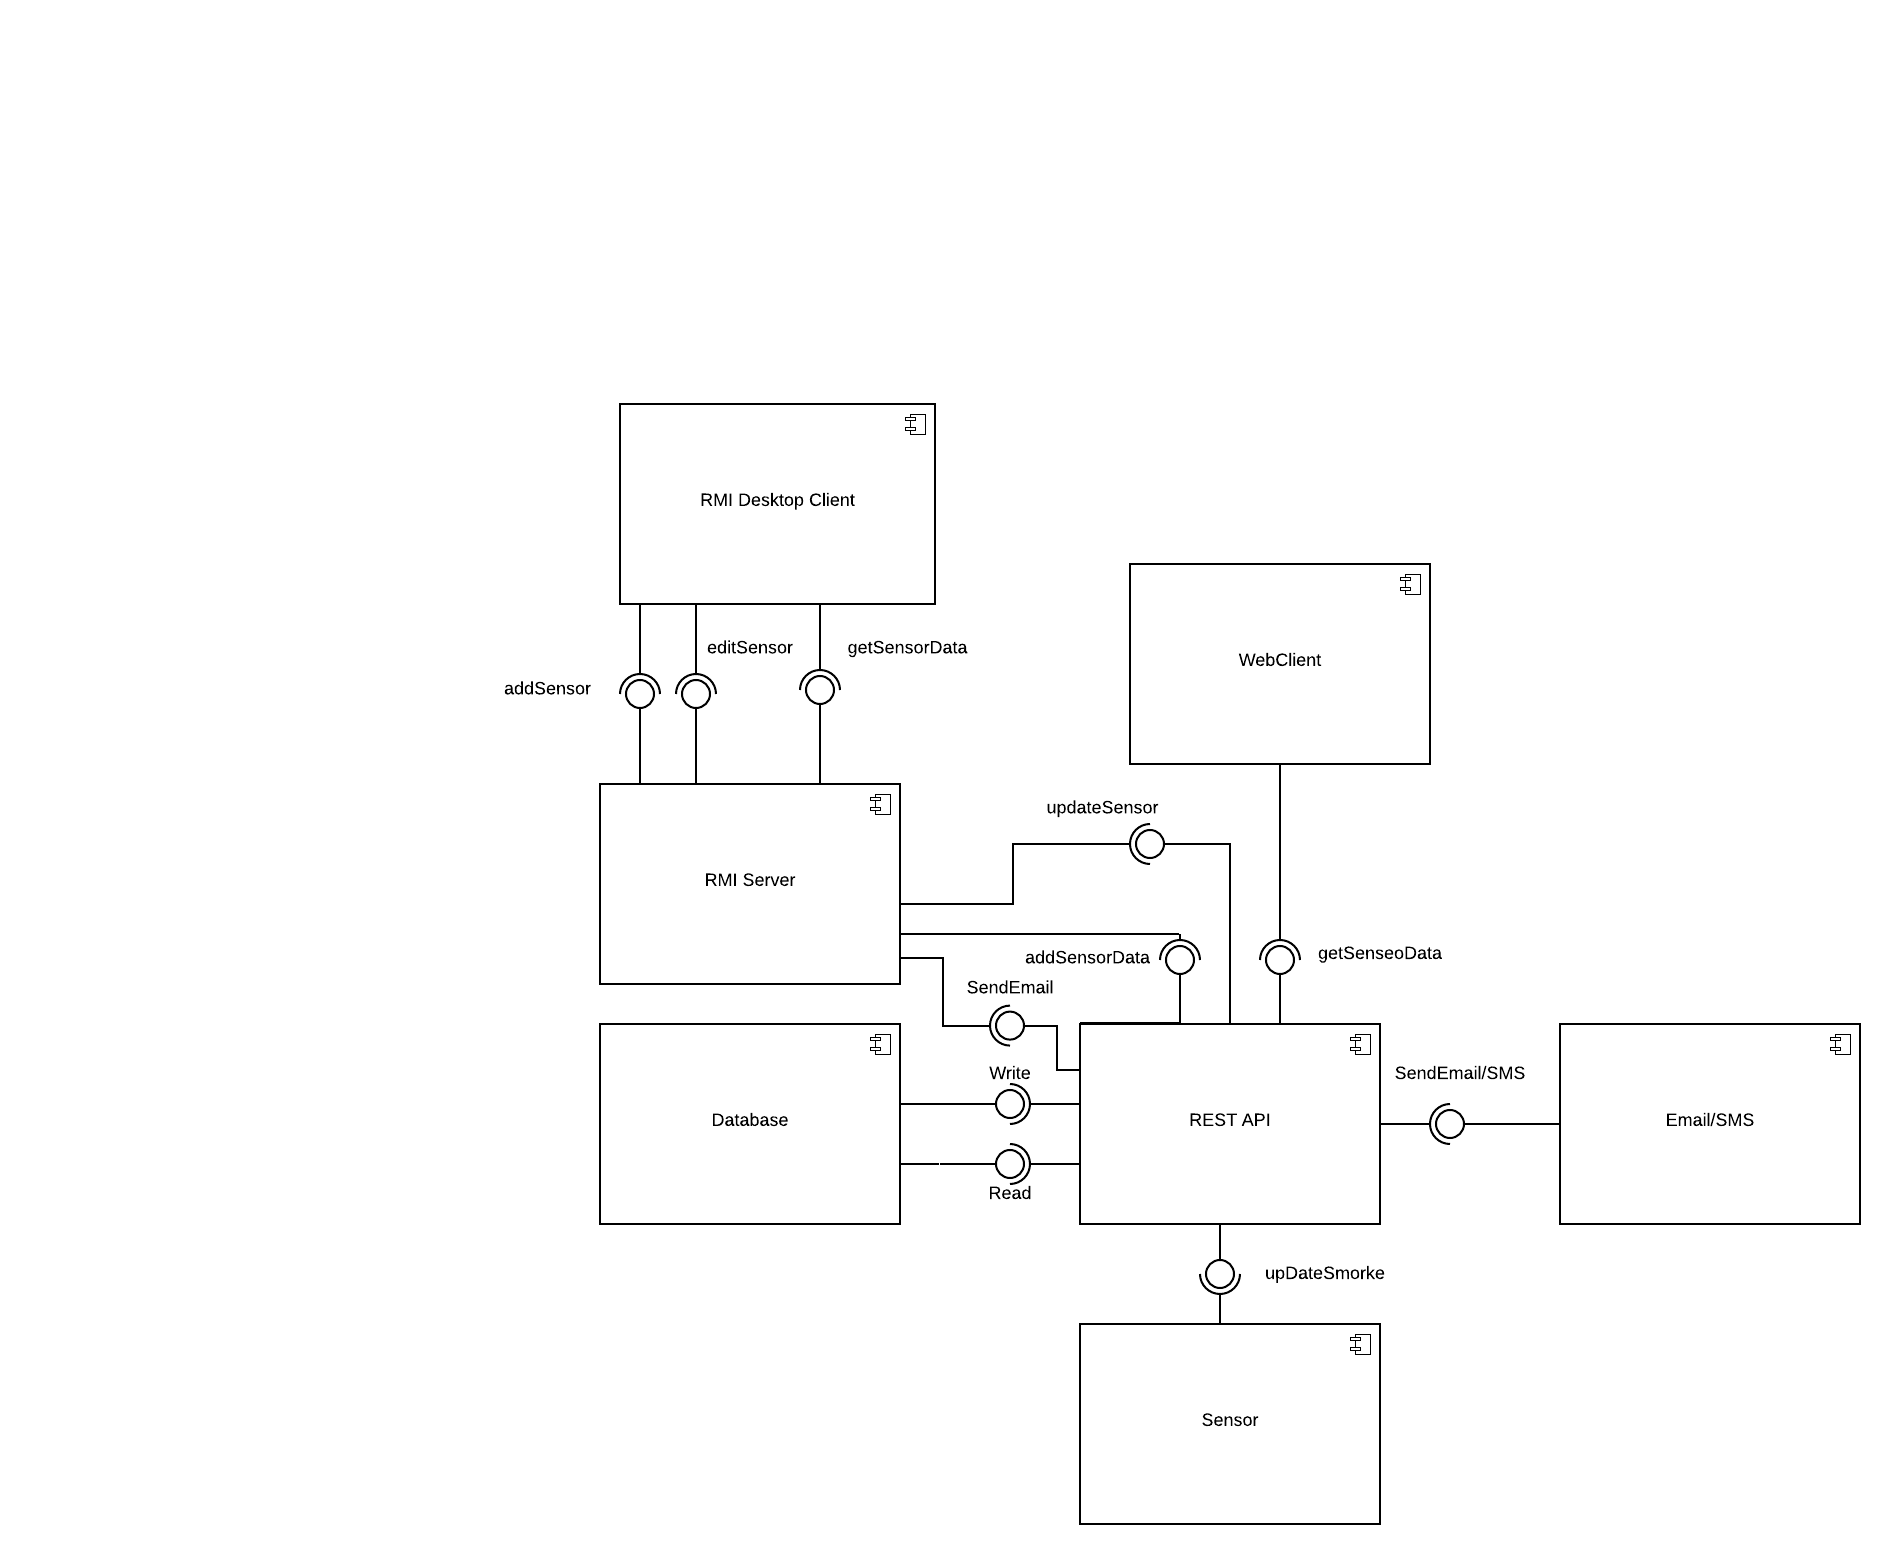 RMI Desktop Client
editSensor
getSensorData
WebClient
addSensor
updateSensor
RMI Server
addSensorData
getSenseoData
SendEmail
Write
SendEmail/SMS
Database
REST API
Email/SMS
Read
upDateSmorke
Sensor